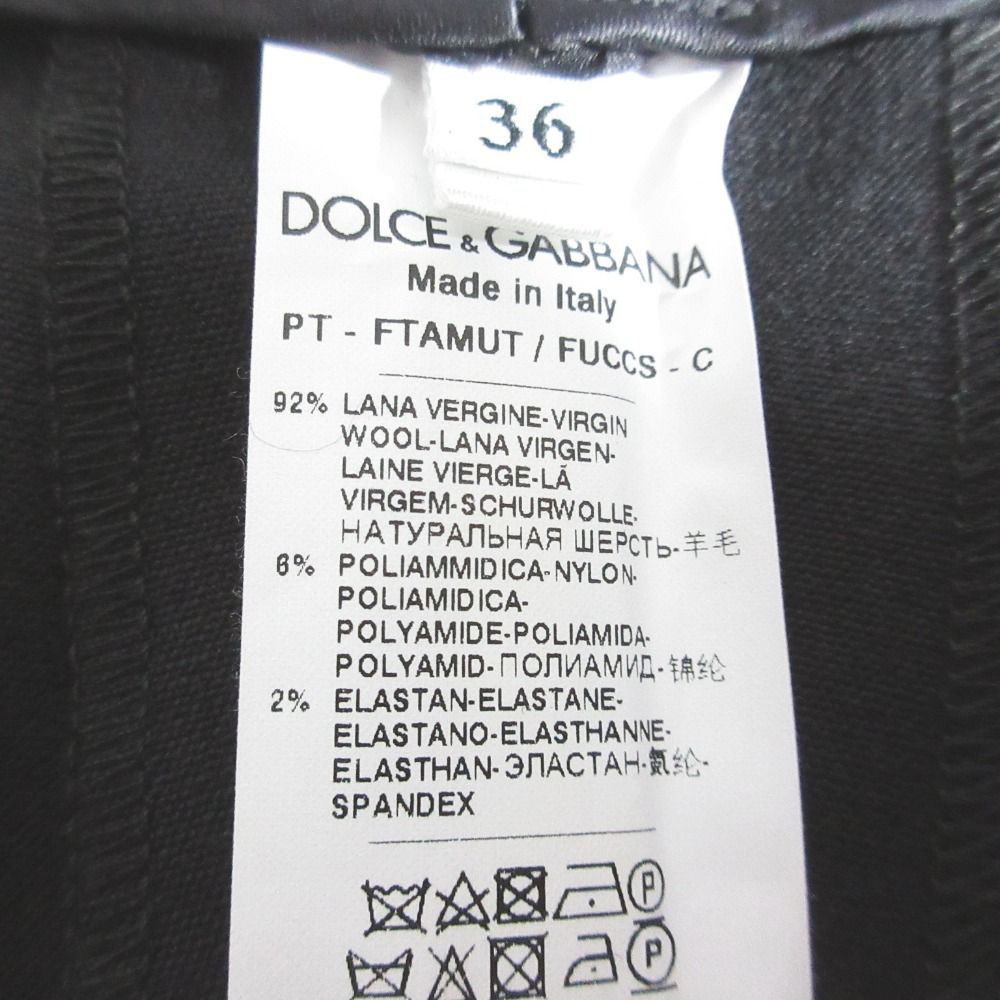 36
DOLCE & GABBANA
Made in Italy
PT - FTAMUT / FUCCS - C
92% LANA VERGINE-VIRGIN
WOOL-LANA VIRGEN-
LAINE VIERGE-LÃ
VIRGEM-SCHURWOLLE-
НАТУРАЛЬНАЯ ШЕРСТЬ-羊毛
6% POLIAMMIDICA-NYLON-
POLIAMIDICA-
POLYAMIDE-POLIAMIDA-
POLYAMID-ПОЛИАМИД-锦纶
2% ELASTAN-ELASTANE-
ELASTANO-ELASTHANNE-
ELASTHAN-ЭЛАСТАН-氨纶-
SPANDEX
P
P